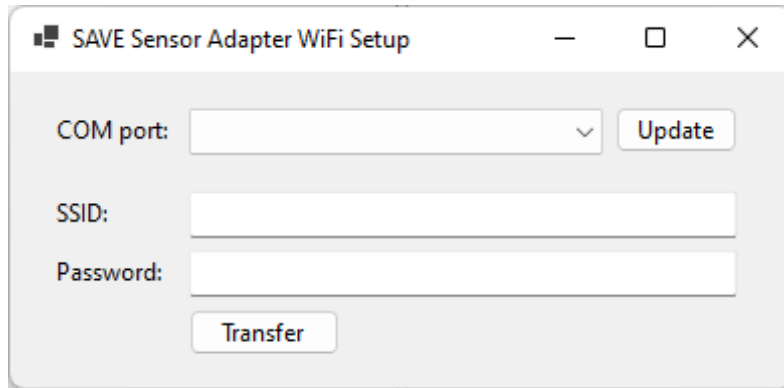 SAVE Sensor Adapter WiFi Setup
COM port: Update
SSID:
Password:
Transfer